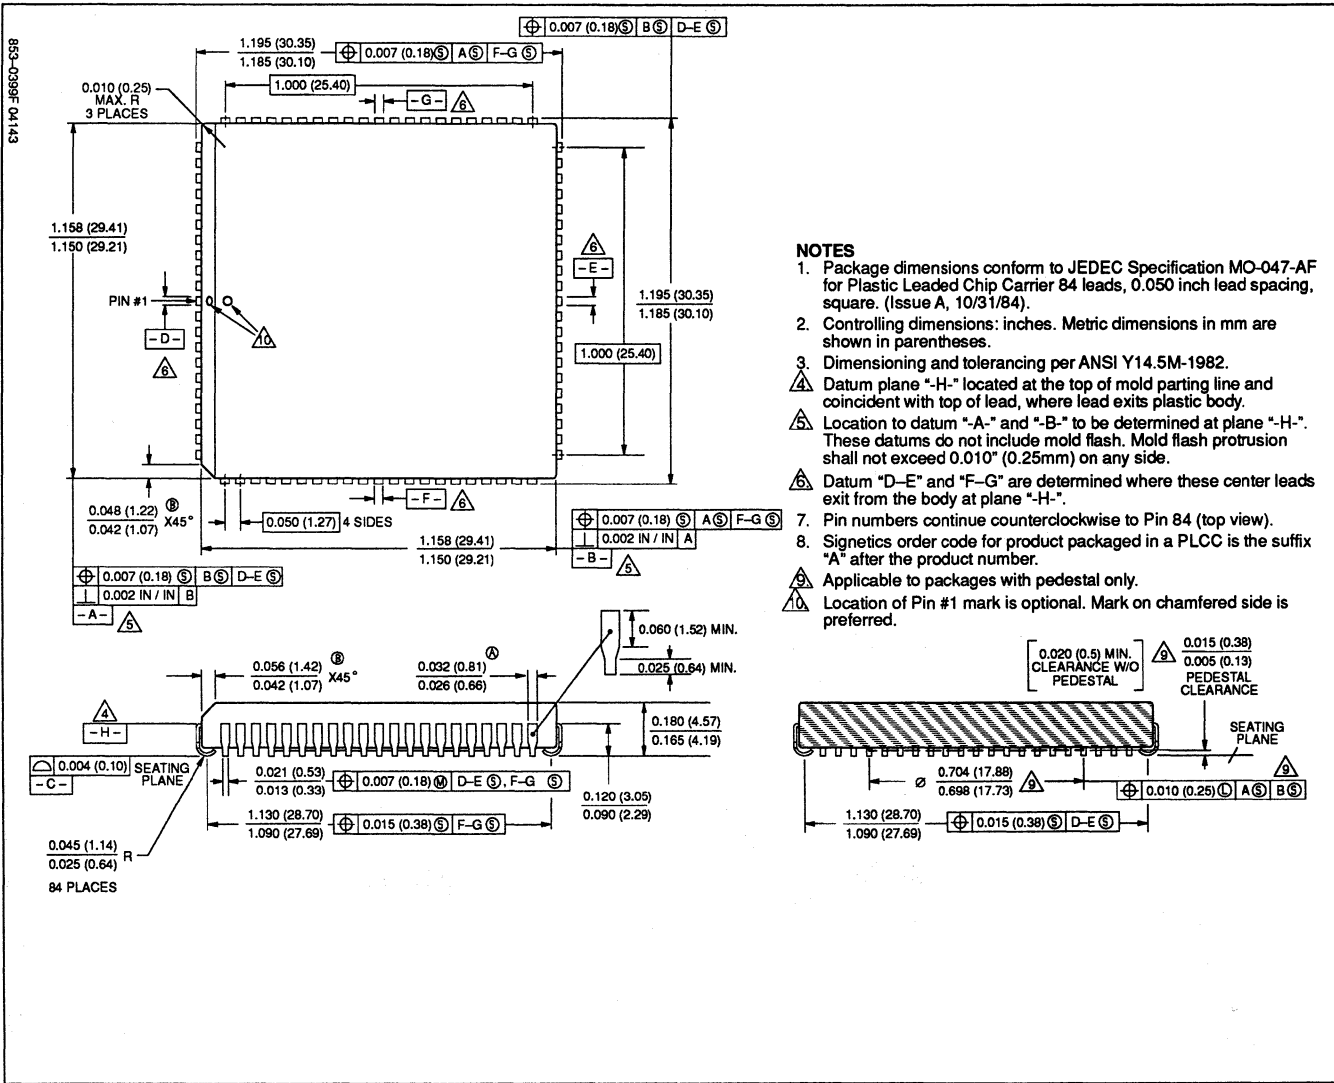 853-0399F 04143
⌖ 0.007 (0.18)Ⓢ BⓈ D–E Ⓢ
1.195 (30.35)
1.185 (30.10)
⌖ 0.007 (0.18)Ⓢ AⓈ F–G Ⓢ
0.010 (0.25)
MAX. R
3 PLACES
1.000 (25.40)
-G- 6
1.158 (29.41)
1.150 (29.21)
6
-E-
PIN #1
-D-
6
10
1.195 (30.35)
1.185 (30.10)
1.000 (25.40)
0.048 (1.22)
0.042 (1.07)
Ⓑ
X45°
0.050 (1.27) 4 SIDES
-F- 6
1.158 (29.41)
1.150 (29.21)
⌖ 0.007 (0.18) Ⓢ AⓈ F–G Ⓢ
⊥ 0.002 IN / IN A
-B- 5
⌖ 0.007 (0.18) Ⓢ BⓈ D–E Ⓢ
⊥ 0.002 IN / IN B
-A- 5
NOTES
1. Package dimensions conform to JEDEC Specification MO-047-AF
for Plastic Leaded Chip Carrier 84 leads, 0.050 inch lead spacing,
square. (Issue A, 10/31/84).
2. Controlling dimensions: inches. Metric dimensions in mm are
shown in parentheses.
3. Dimensioning and tolerancing per ANSI Y14.5M-1982.
4. Datum plane "-H-" located at the top of mold parting line and
coincident with top of lead, where lead exits plastic body.
5. Location to datum "-A-" and "-B-" to be determined at plane "-H-".
These datums do not include mold flash. Mold flash protrusion
shall not exceed 0.010" (0.25mm) on any side.
6. Datum "D–E" and "F–G" are determined where these center leads
exit from the body at plane "-H-".
7. Pin numbers continue counterclockwise to Pin 84 (top view).
8. Signetics order code for product packaged in a PLCC is the suffix
"A" after the product number.
9. Applicable to packages with pedestal only.
10. Location of Pin #1 mark is optional. Mark on chamfered side is
preferred.
0.056 (1.42)
0.042 (1.07)
Ⓑ
X45°
0.032 (0.81)
0.026 (0.66)
Ⓐ
0.060 (1.52) MIN.
0.025 (0.64) MIN.
4
-H-
0.180 (4.57)
0.165 (4.19)
⌓ 0.004 (0.10)
-C-
SEATING
PLANE
0.021 (0.53)
0.013 (0.33)
⌖ 0.007 (0.18) Ⓜ D–E Ⓢ, F–G Ⓢ
0.120 (3.05)
0.090 (2.29)
1.130 (28.70)
1.090 (27.69)
⌖ 0.015 (0.38) Ⓢ F–G Ⓢ
0.045 (1.14)
0.025 (0.64)
R
84 PLACES
0.020 (0.5) MIN.
CLEARANCE W/O
PEDESTAL
9
0.015 (0.38)
0.005 (0.13)
PEDESTAL
CLEARANCE
SEATING
PLANE
⌀ 0.704 (17.88)
0.698 (17.73)
9
9
⌖ 0.010 (0.25) Ⓛ AⓈ BⓈ
1.130 (28.70)
1.090 (27.69)
⌖ 0.015 (0.38) Ⓢ D–E Ⓢ